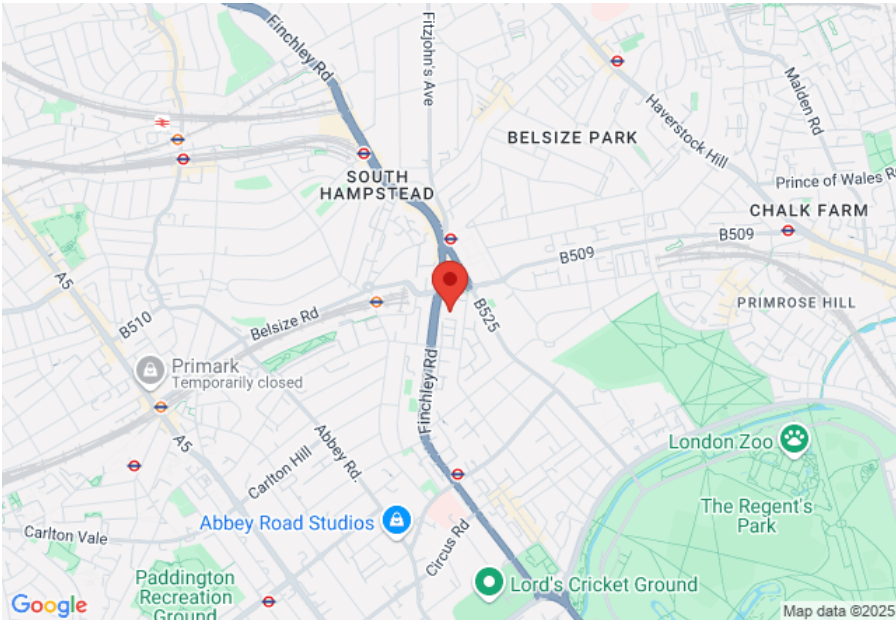 Finchley Rd
Fitzjohn's Ave
Malden Rd
Haverstock Hill
BELSIZE PARK
SOUTH
HAMPSTEAD
Prince of Wales R
CHALK FARM
B509
B509
A5
B525
PRIMROSE HILL
Belsize Rd
B510
Primark
Temporarily closed
Finchley Rd
A5
Abbey Rd.
London Zoo
Carlton Hill
The Regent's
Park
Abbey Road Studios
Circus Rd
Carlton Vale
Paddington
Recreation
Ground
Lord's Cricket Ground
Google
Map data ©2025